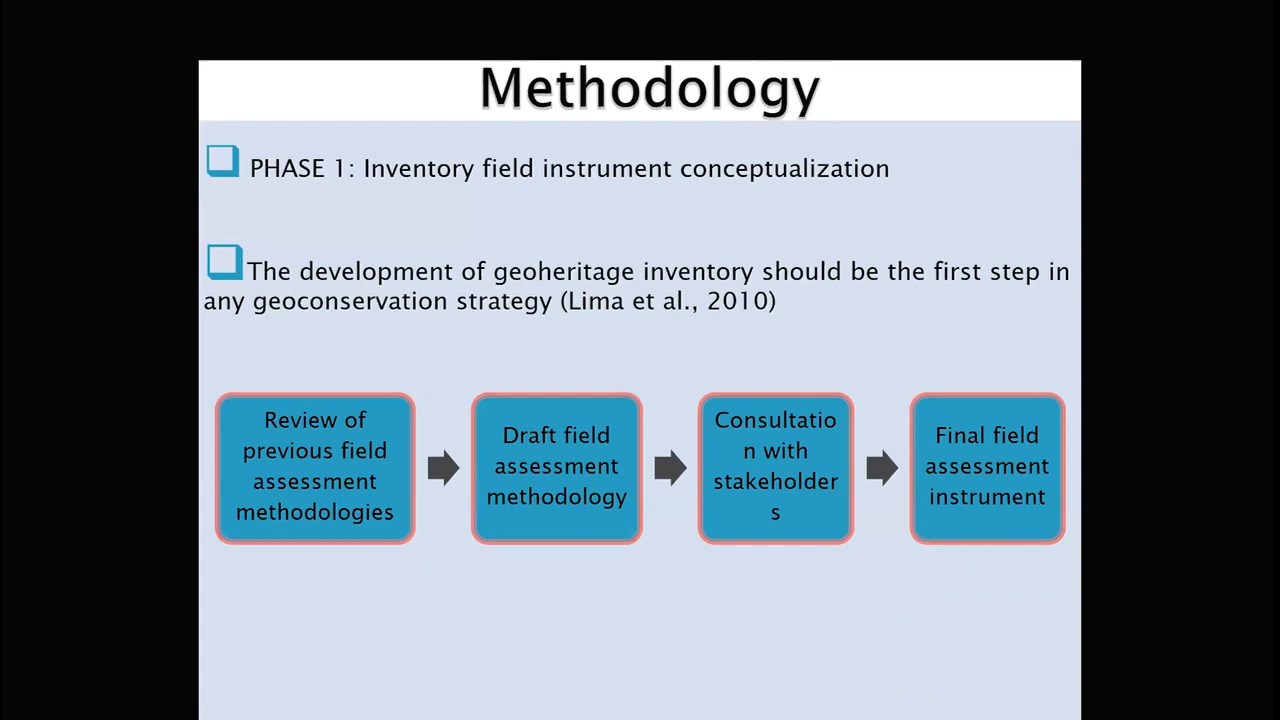 Methodology
PHASE 1: Inventory field instrument conceptualization
The development of geoheritage inventory should be the first step in
any geoconservation strategy (Lima et al., 2010)
Review of
previous field
assessment
methodologies
Draft field
assessment
methodology
Consultatio
n with
stakeholder
s
Final field
assessment
instrument